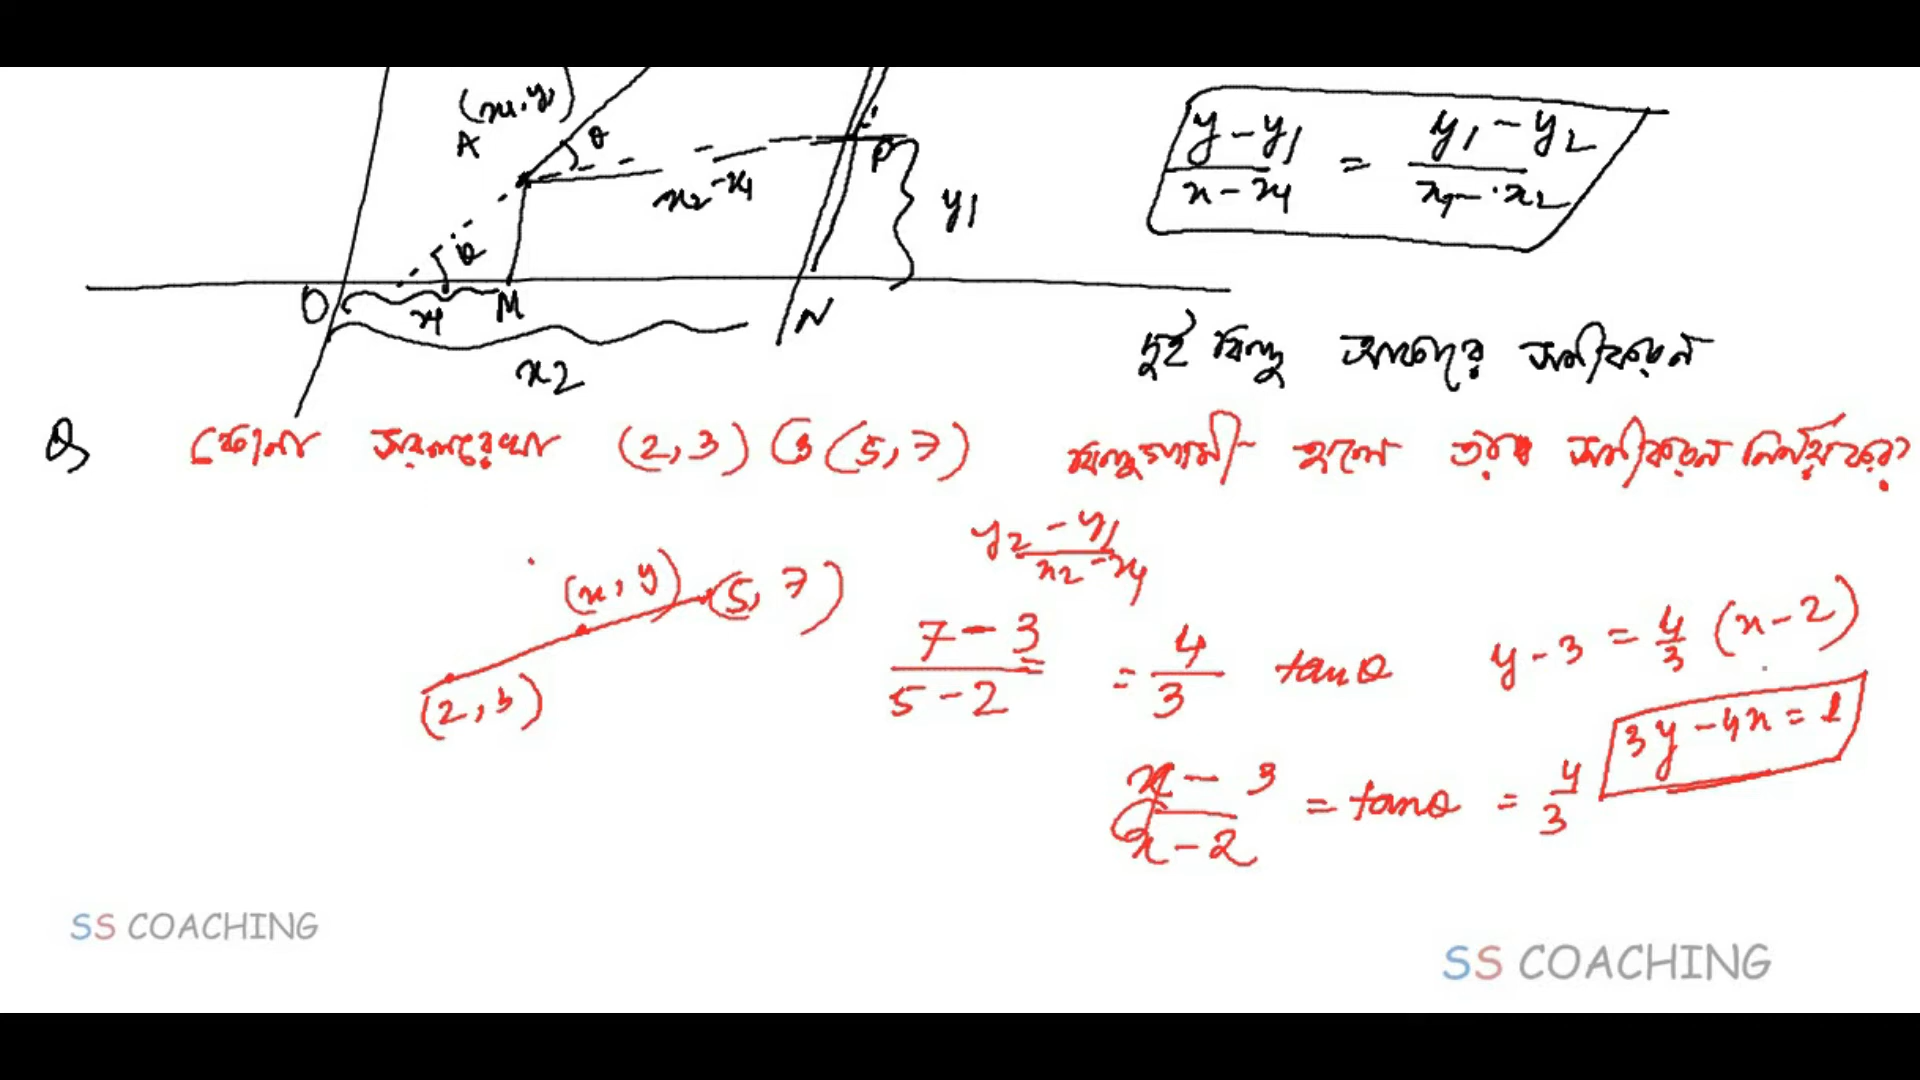 (x1, y1)
A
θ
P
x2 - x1
y1
θ
O
x1
M
N
x2
(y - y1)/(x - x1) = (y1 - y2)/(x1 - x2)
দুই বিন্দু আকারের সমীকরন
Q কোনো সরলরেখা (2, 3) ও (5, 7) বিন্দুগামী হলে তার সমীকরন নির্ণয় কর?
(y2 - y1)/(x2 - x1)
(x, y) (5, 7)
(2, 3)
(7 - 3)/(5 - 2) = 4/3 tanθ
y - 3 = 4/3 (x - 2)
3y - 4x = 1
- 3/(x - 2) = tanθ = 4/3
SS COACHING
SS COACHING